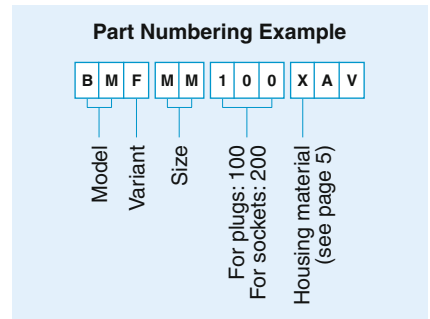 Part Numbering Example
B M F M M 1 0 0 X A V
Model
Variant
Size
For plugs: 100
For sockets: 200
Housing material
(see page 5)